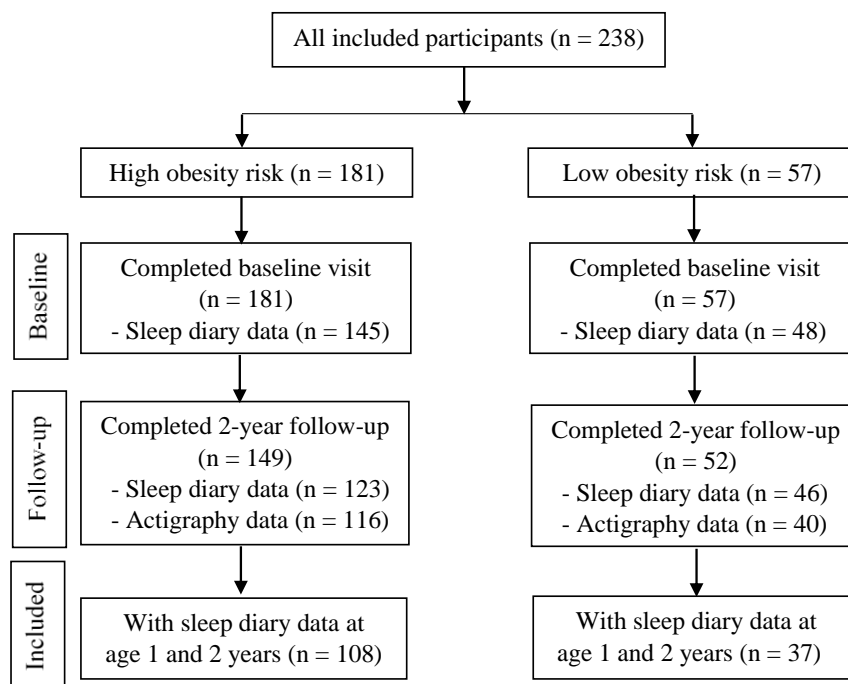 All included participants (n = 238)
High obesity risk (n = 181)
Low obesity risk (n = 57)
Baseline
Completed baseline visit
(n = 181)
- Sleep diary data (n = 145)
Completed baseline visit
(n = 57)
- Sleep diary data (n = 48)
Follow-up
Completed 2-year follow-up
(n = 149)
- Sleep diary data (n = 123)
- Actigraphy data (n = 116)
Completed 2-year follow-up
(n = 52)
- Sleep diary data (n = 46)
- Actigraphy data (n = 40)
Included
With sleep diary data at
age 1 and 2 years (n = 108)
With sleep diary data at
age 1 and 2 years (n = 37)